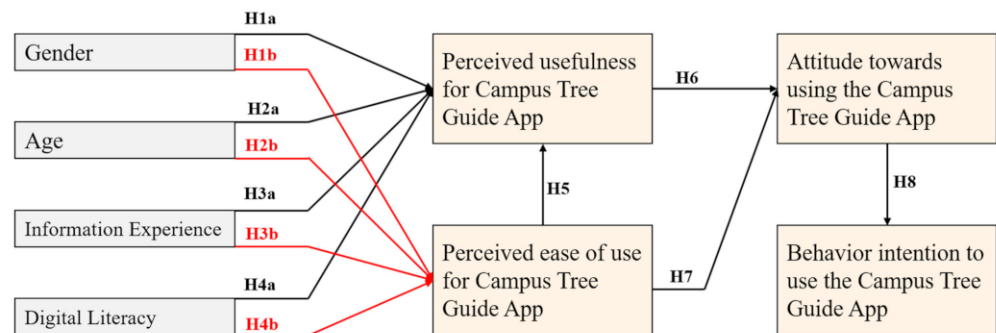 H1a
Gender
H1b
H2a
Age
H2b
H3a
Information Experience
H3b
H4a
Digital Literacy
H4b
Perceived usefulness
for Campus Tree
Guide App
H5
Perceived ease of use
for Campus Tree
Guide App
H6
H7
Attitude towards
using the Campus
Tree Guide App
H8
Behavior intention to
use the Campus Tree
Guide App